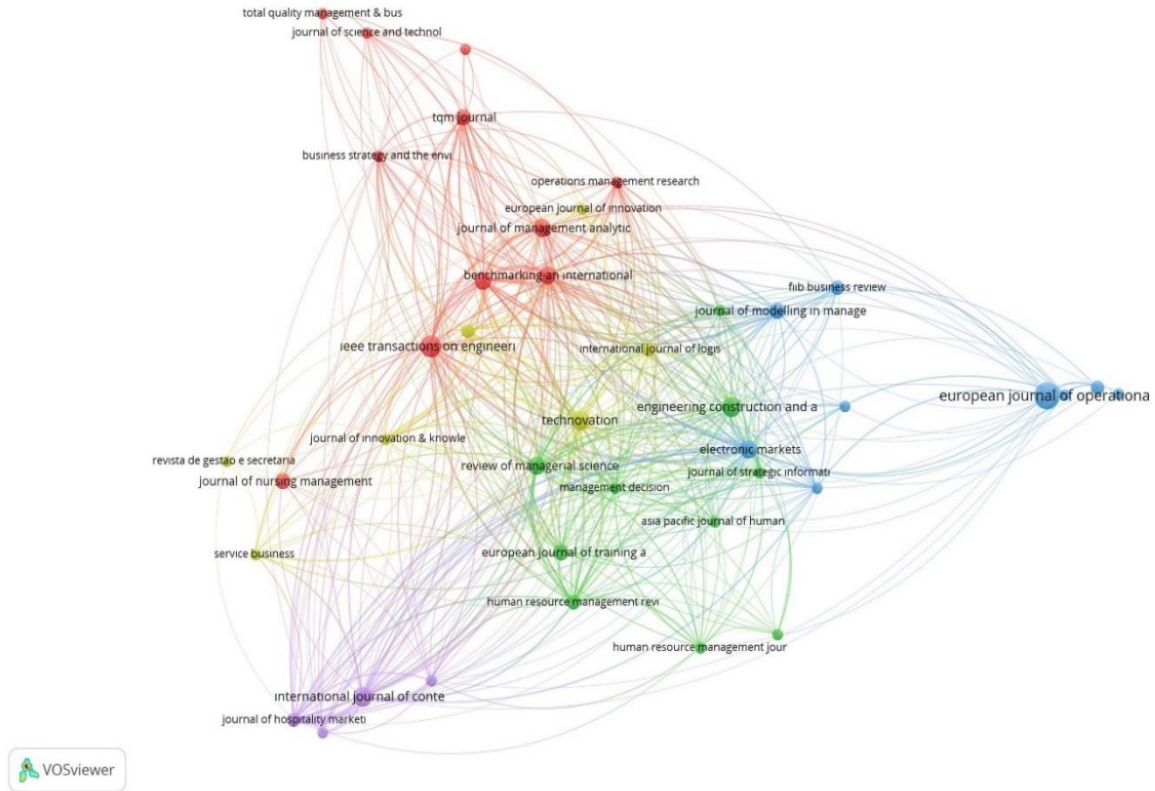 total quality management & bus
journal of science and technol
tqm journal
business strategy and the envi
operations management research
european journal of innovation
journal of management analytic
benchmarking-an international
fiib business review
journal of modelling in manage
ieee transactions on engineeri
international journal of logis
european journal of operationa
engineering construction and a
technovation
journal of innovation & knowle
electronic markets
revista de gestao e secretaria
review of managerial science
journal of strategic informati
journal of nursing management
management decision
asia pacific journal of human
service business
european journal of training a
human resource management revi
human resource management jour
international journal of conte
journal of hospitality marketi
VOSviewer